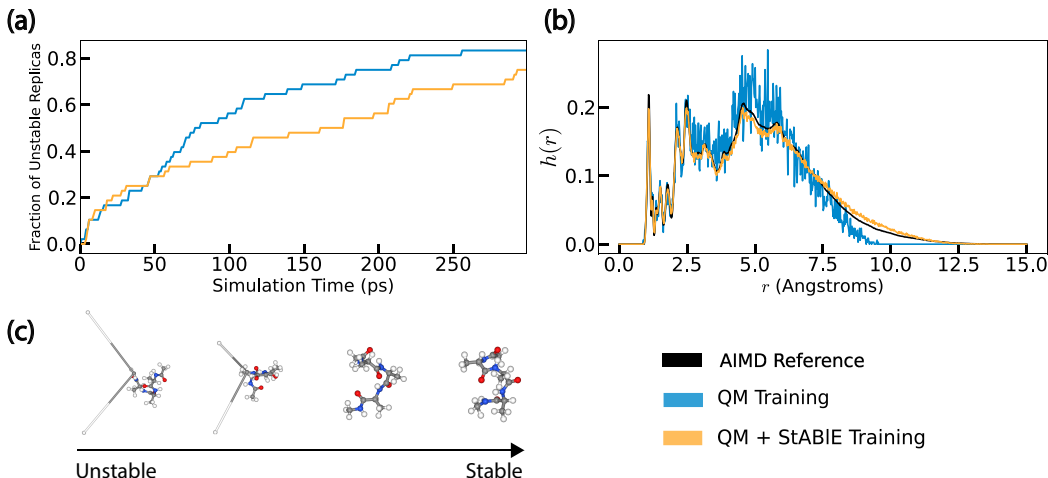 (a)
Fraction of Unstable Replicas
0.8
0.6
0.4
0.2
0.0
0 50 100 150 200 250
Simulation Time (ps)
(b)
h(r)
0.2
0.1
0.0
0.0 2.5 5.0 7.5 10.0 12.5 15.0
r (Angstroms)
(c)
Unstable
Stable
AIMD Reference
QM Training
QM + StABlE Training